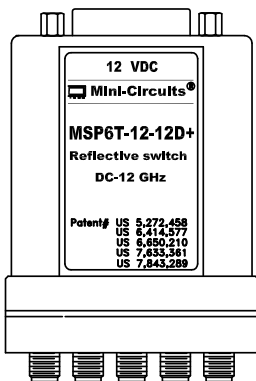 12 VDC
Mini-Circuits®
MSP6T-12-12D+
Reflective switch
DC-12 GHz
Patent# US 5,272,458
US 6,414,577
US 6,650,210
US 7,633,361
US 7,843,289